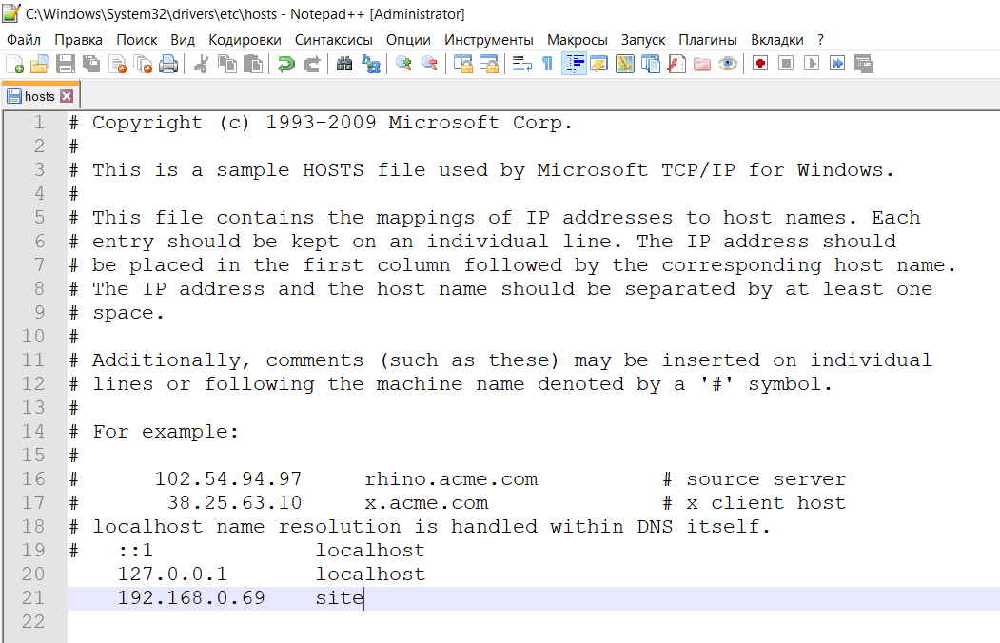 C:\Windows\System32\drivers\etc\hosts - Notepad++ [Administrator]
Файл Правка Поиск Вид Кодировки Синтаксисы Опции Инструменты Макросы Запуск Плагины Вкладки ?
hosts
1 # Copyright (c) 1993-2009 Microsoft Corp.
2 #
3 # This is a sample HOSTS file used by Microsoft TCP/IP for Windows.
4 #
5 # This file contains the mappings of IP addresses to host names. Each
6 # entry should be kept on an individual line. The IP address should
7 # be placed in the first column followed by the corresponding host name.
8 # The IP address and the host name should be separated by at least one
9 # space.
10 #
11 # Additionally, comments (such as these) may be inserted on individual
12 # lines or following the machine name denoted by a '#' symbol.
13 #
14 # For example:
15 #
16 #      102.54.94.97     rhino.acme.com          # source server
17 #       38.25.63.10     x.acme.com              # x client host
18 # localhost name resolution is handled within DNS itself.
19 #   ::1             localhost
20     127.0.0.1       localhost
21     192.168.0.69    site
22